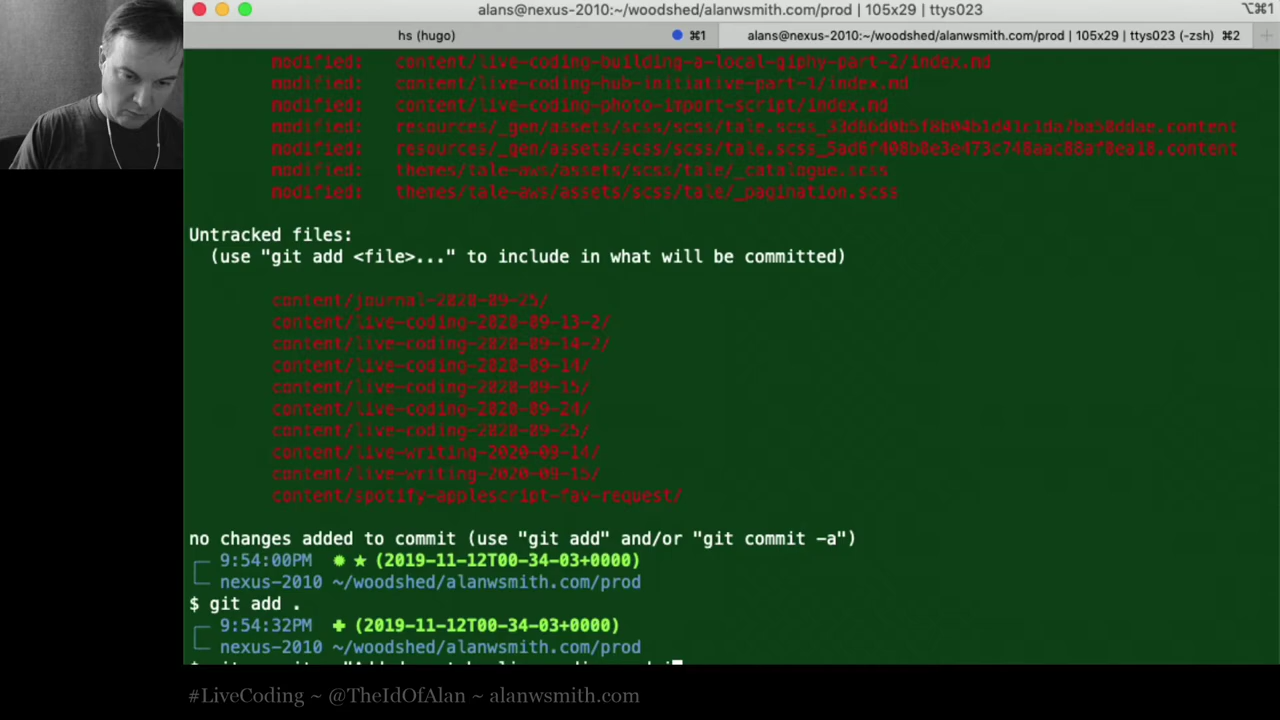 alans@nexus-2010:~/woodshed/alanwsmith.com/prod | 105x29 | ttys023
⌥⌘1
hs (hugo)
⌘1
alans@nexus-2010:~/woodshed/alanwsmith.com/prod | 105x29 | ttys023 (-zsh)
⌘2
modified: content/live-coding-building-a-local-giphy-part-2/index.md
modified: content/live-coding-hub-initiative-part-1/index.md
modified: content/live-coding-photo-import-script/index.md
modified:
modified:
modified: themes/tale-aws/assets/scss/tale/_catalogue.scss
modified: themes/tale-aws/assets/scss/tale/_pagination.scss
Untracked files:
(use "git add <file>..." to include in what will be committed)
content/journal-2020-09-25/
content/live-coding-2020-09-13-2/
content/live-coding-2020-09-14-2/
content/live-coding-2020-09-14/
content/live-coding-2020-09-15/
content/live-coding-2020-09-24/
content/live-coding-2020-09-25/
content/live-writing-2020-09-14/
content/live-writing-2020-09-15/
content/spotify-applescript-fav-request/
no changes added to commit (use "git add" and/or "git commit -a")
9:54:00PM ✹ ★ (2019-11-12T00-34-03+0000)
nexus-2010 ~/woodshed/alanwsmith.com/prod
$ git add .
9:54:32PM ✚ (2019-11-12T00-34-03+0000)
nexus-2010 ~/woodshed/alanwsmith.com/prod
#LiveCoding ~ @TheIdOfAlan ~ alanwsmith.com